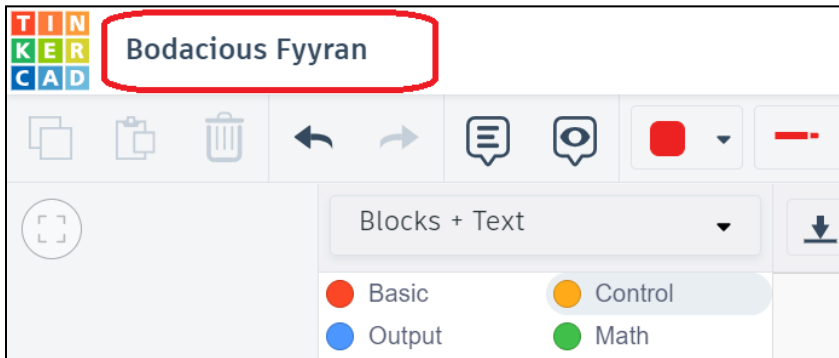 TIN
KER
CAD
Bodacious Fyyran
Blocks + Text
Basic
Control
Output
Math